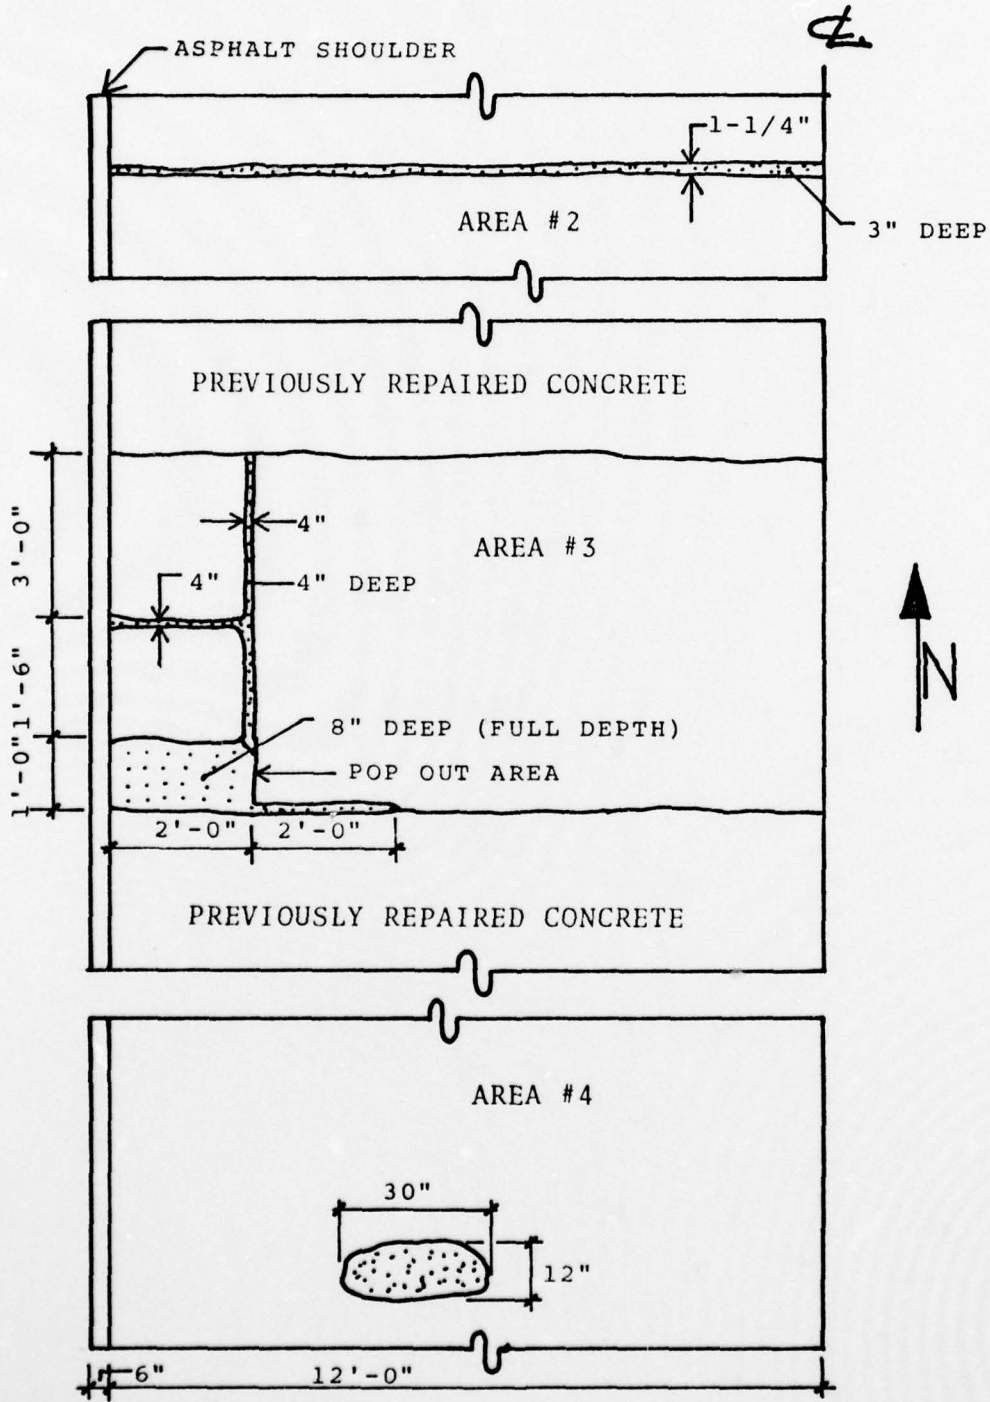 ℄
ASPHALT SHOULDER
1-1/4"
AREA #2
3" DEEP
PREVIOUSLY REPAIRED CONCRETE
3'-0"
4"
AREA #3
4"
4" DEEP
1'-6"
N
8" DEEP (FULL DEPTH)
POP OUT AREA
1'-0"
2'-0" 2'-0"
PREVIOUSLY REPAIRED CONCRETE
AREA #4
30"
12"
6" 12'-0"